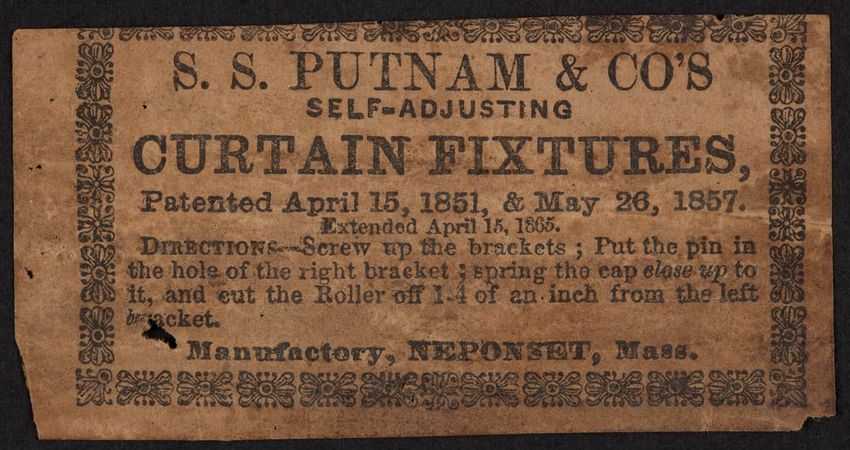 S. S. PUTNAM & CO'S
SELF-ADJUSTING
CURTAIN FIXTURES,
Patented April 15, 1851, & May 26, 1857.
Extended April 15, 1865.
DIRECTIONS—Screw up the brackets ; Put the pin in
the hole of the right bracket ; spring the cap close up to
it, and cut the Roller off 1-4 of an inch from the left
bracket.
Manufactory, NEPONSET, Mass.